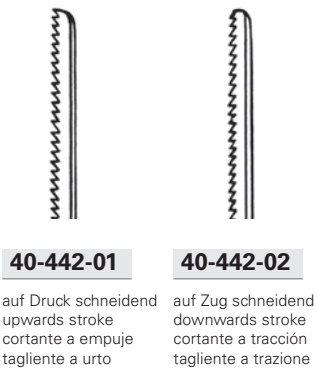 40-442-01
auf Druck schneidend
upwards stroke
cortante a empuje
tagliente a urto
40-442-02
auf Zug schneidend
downwards stroke
cortante a tracción
tagliente a trazione